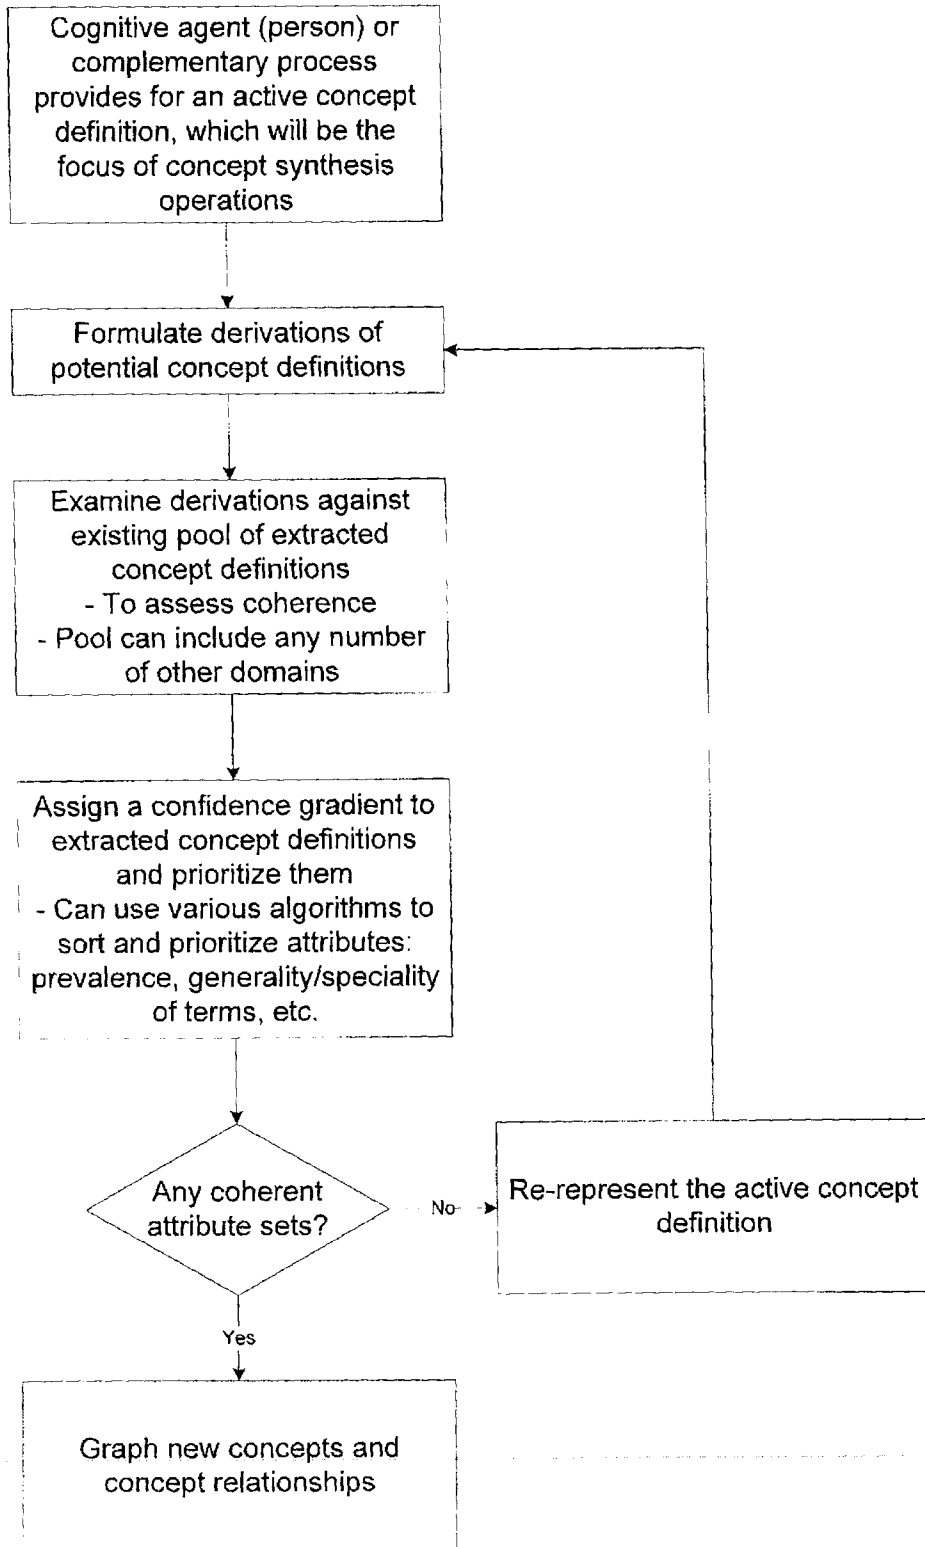 Cognitive agent (person) or
complementary process
provides for an active concept
definition, which will be the
focus of concept synthesis
operations
Formulate derivations of
potential concept definitions
Examine derivations against
existing pool of extracted
concept definitions
- To assess coherence
- Pool can include any number
of other domains
Assign a confidence gradient to
extracted concept definitions
and prioritize them
- Can use various algorithms to
sort and prioritize attributes:
prevalence, generality/speciality
of terms, etc.
Any coherent
attribute sets?
No
Re-represent the active concept
definition
Yes
Graph new concepts and
concept relationships